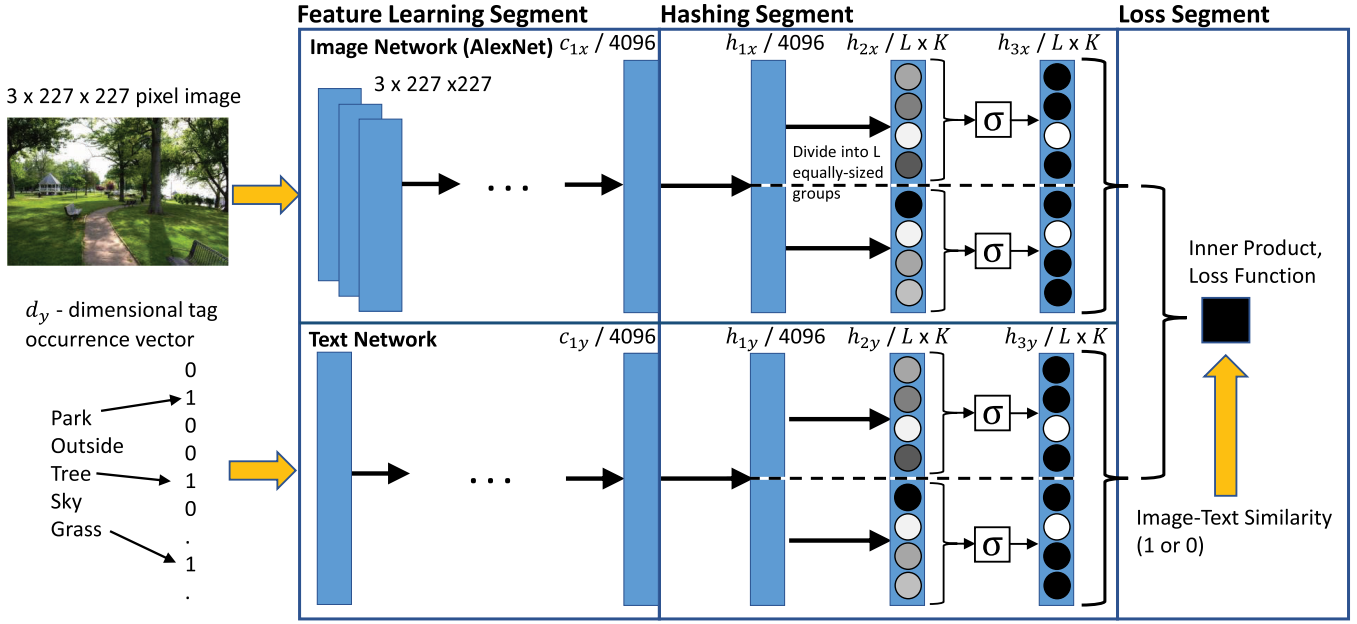 Feature Learning Segment
Hashing Segment
Loss Segment
Image Network (AlexNet)
c₁ₓ / 4096
h₁ₓ / 4096
h₂ₓ / L x K
h₃ₓ / L x K
3 x 227 x227
3 x 227 x 227 pixel image
. . .
Divide into L
equally-sized
groups
σ
σ
Inner Product,
Loss Function
d_y - dimensional tag
occurrence vector
Text Network
c₁y / 4096
h₁y / 4096
h₂y / L x K
h₃y / L x K
0
1
Park
0
Outside
0
Tree
1
Sky
0
Grass
.
1
.
. . .
σ
σ
Image-Text Similarity
(1 or 0)